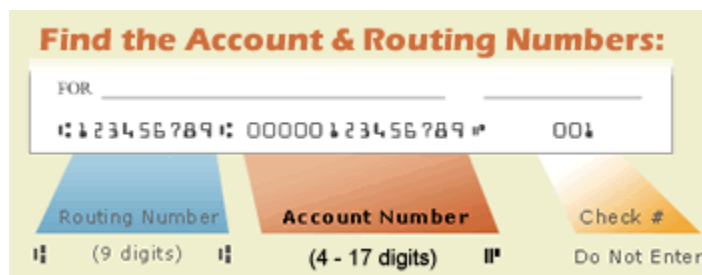 Find the Account & Routing Numbers:
FOR
⑆123456789⑆ 00000123456789⑈ 001
Routing Number Account Number Check #
⑆ (9 digits) ⑆ (4 - 17 digits) ⑈ Do Not Enter